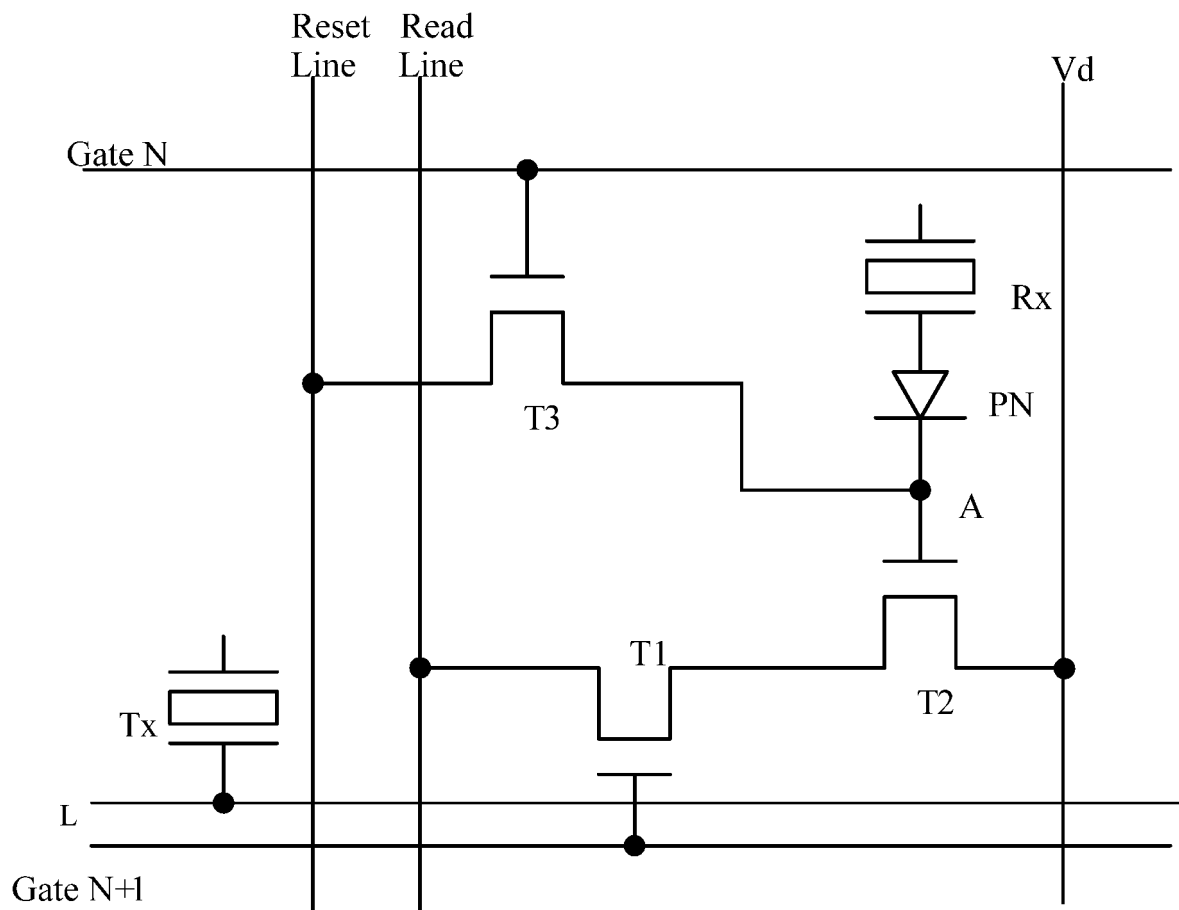 Reset Line
Read Line
Vd
Gate N
Rx
PN
T3
A
T1
T2
Tx
L
Gate N+1